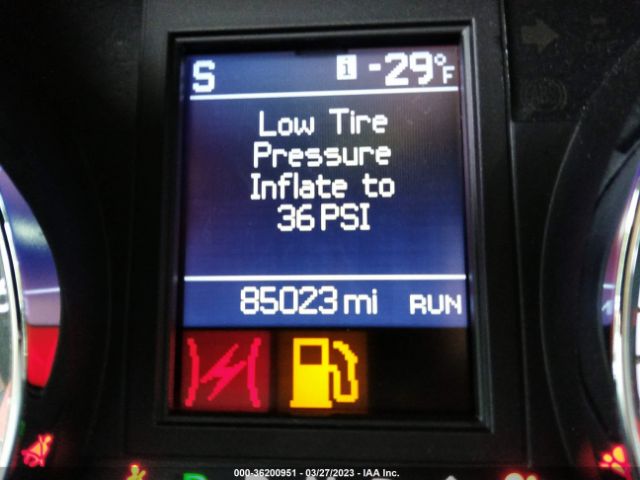 S i -29°F
Low Tire
Pressure
Inflate to
36 PSI
85023 mi RUN
000-36200951 - 03/27/2023 - IAA Inc.